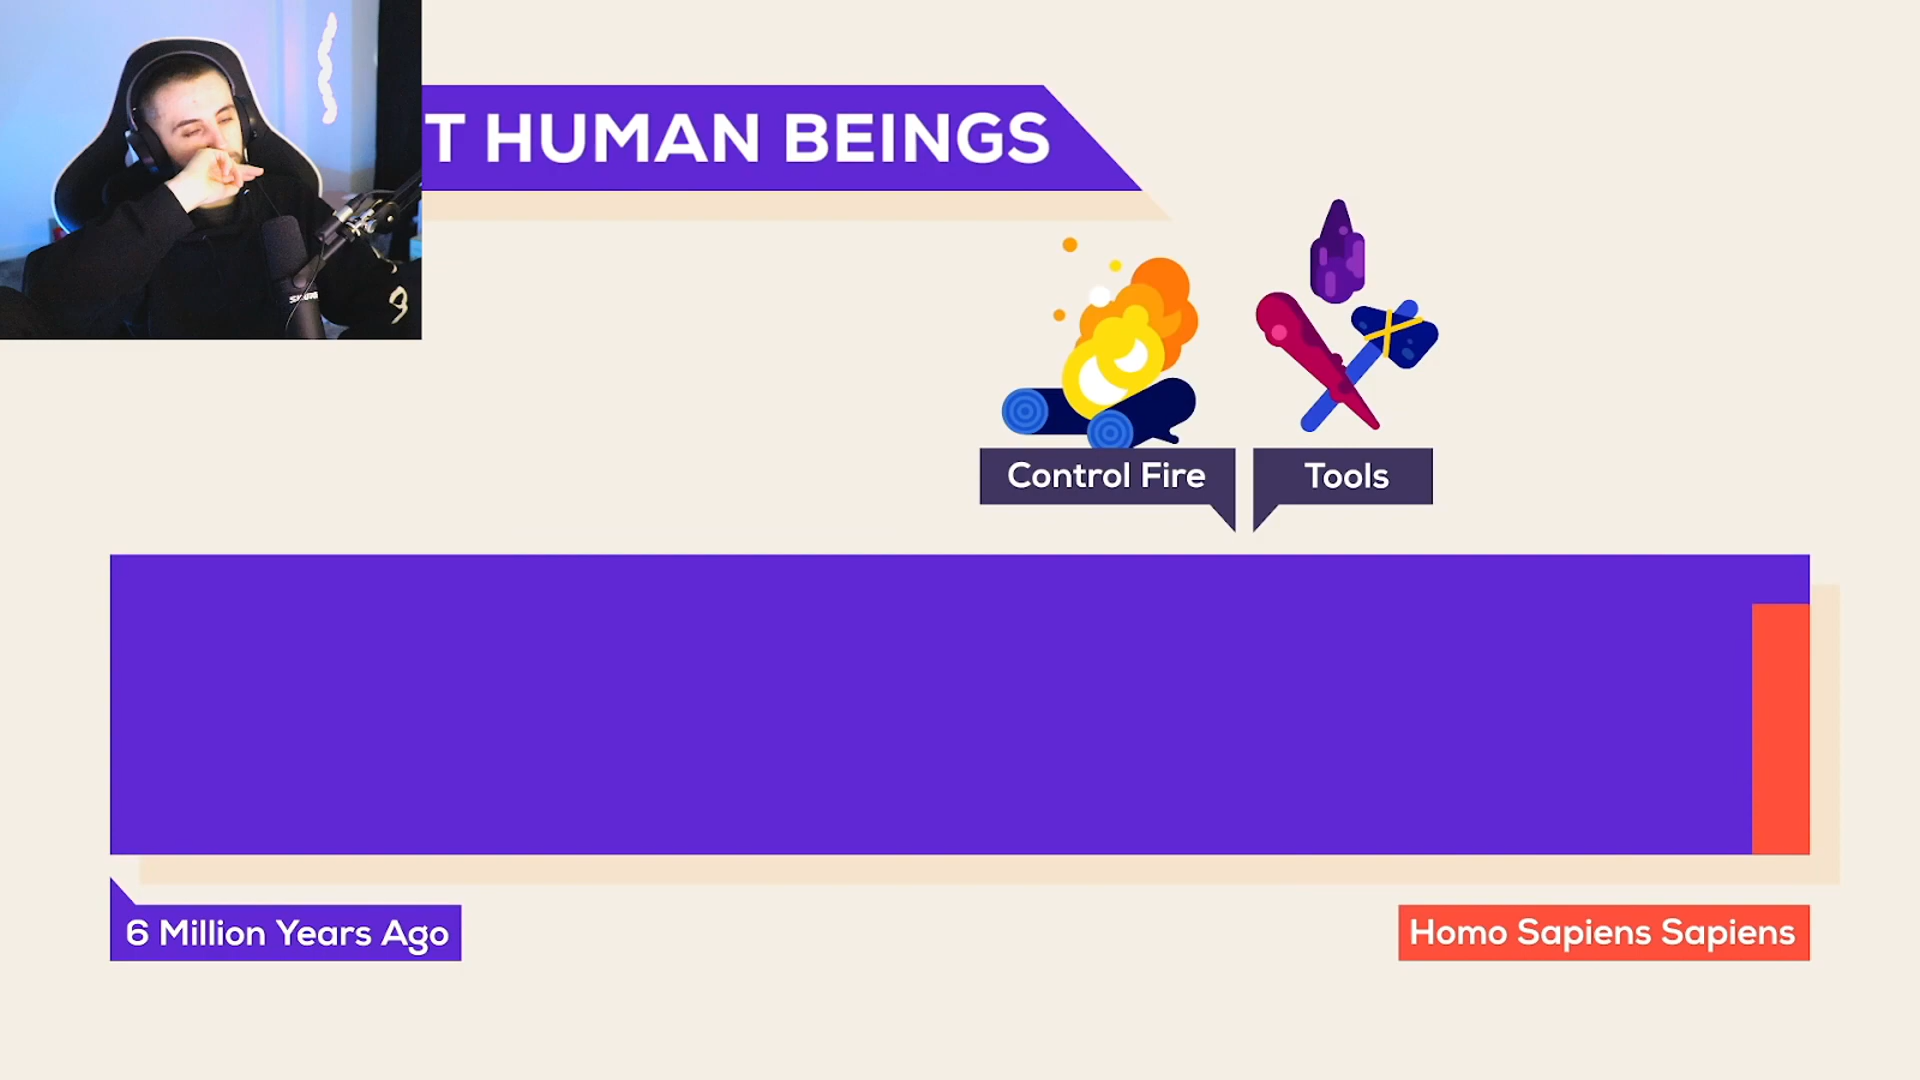 T HUMAN BEINGS
Control Fire
Tools
6 Million Years Ago
Homo Sapiens Sapiens